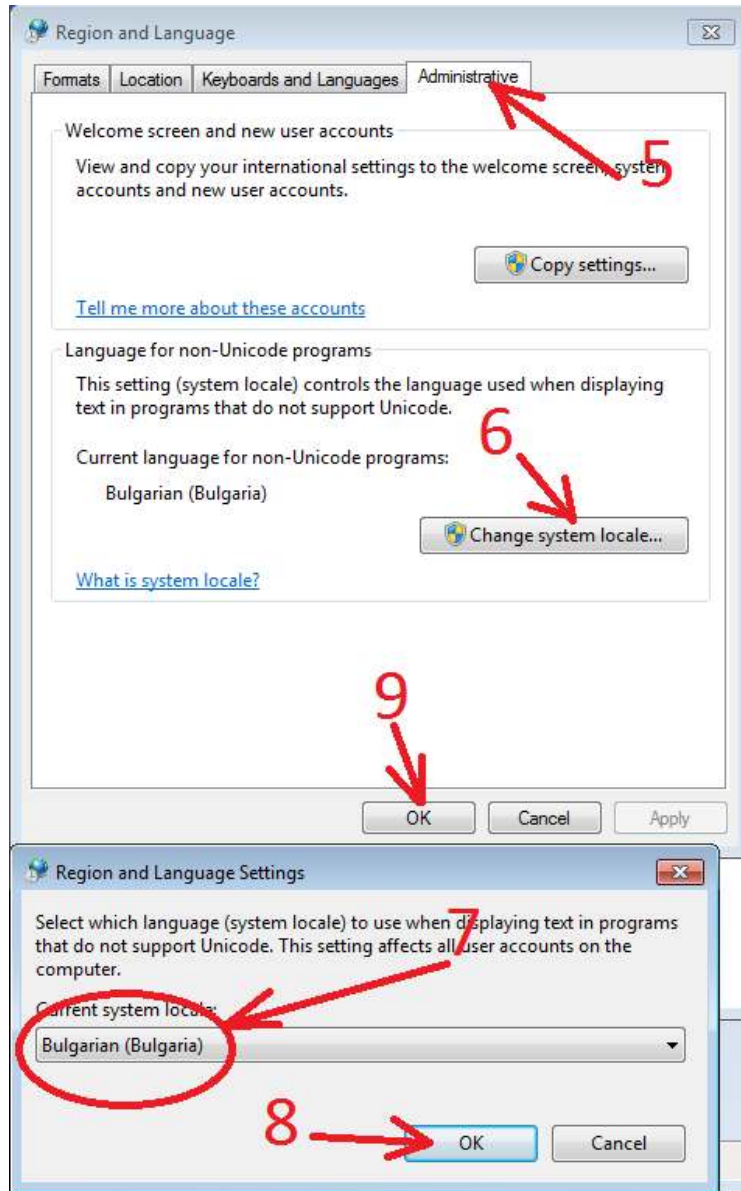 Region and Language
Formats Location Keyboards and Languages Administrative
5
Welcome screen and new user accounts
View and copy your international settings to the welcome screen, system
accounts and new user accounts.
Copy settings...
Tell me more about these accounts
Language for non-Unicode programs
This setting (system locale) controls the language used when displaying
text in programs that do not support Unicode.
6
Current language for non-Unicode programs:
Bulgarian (Bulgaria)
Change system locale...
What is system locale?
9
OK Cancel Apply
Region and Language Settings
Select which language (system locale) to use when displaying text in programs
that do not support Unicode. This setting affects all user accounts on the
computer.
7
Current system locale:
Bulgarian (Bulgaria)
8
OK Cancel